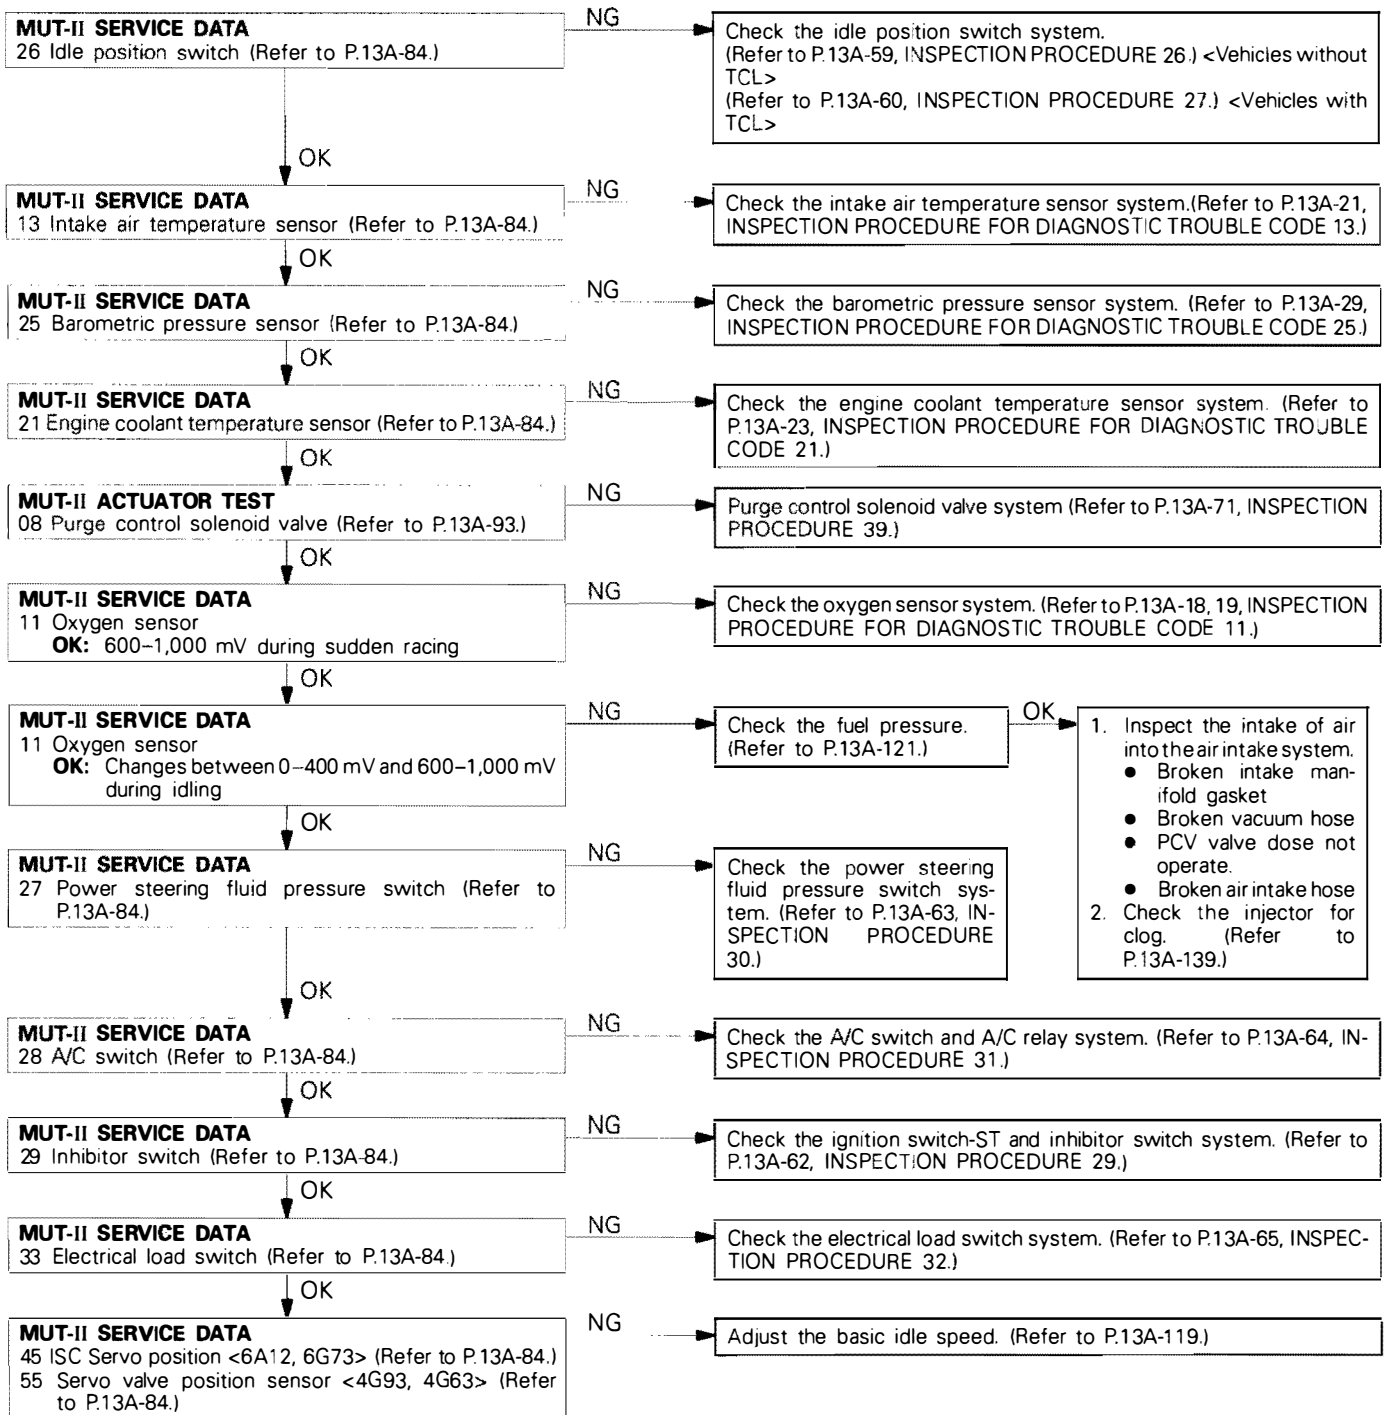 MUT-II SERVICE DATA
26 Idle position switch (Refer to P.13A-84.)
NG
Check the idle position switch system.
(Refer to P.13A-59, INSPECTION PROCEDURE 26.) <Vehicles without
TCL>
(Refer to P.13A-60, INSPECTION PROCEDURE 27.) <Vehicles with
TCL>
OK
MUT-II SERVICE DATA
13 Intake air temperature sensor (Refer to P.13A-84.)
NG
Check the intake air temperature sensor system.(Refer to P.13A-21,
INSPECTION PROCEDURE FOR DIAGNOSTIC TROUBLE CODE 13.)
OK
MUT-II SERVICE DATA
25 Barometric pressure sensor (Refer to P.13A-84.)
NG
Check the barometric pressure sensor system. (Refer to P.13A-29,
INSPECTION PROCEDURE FOR DIAGNOSTIC TROUBLE CODE 25.)
OK
MUT-II SERVICE DATA
21 Engine coolant temperature sensor (Refer to P.13A-84.)
NG
Check the engine coolant temperature sensor system. (Refer to
P.13A-23, INSPECTION PROCEDURE FOR DIAGNOSTIC TROUBLE
CODE 21.)
OK
MUT-II ACTUATOR TEST
08 Purge control solenoid valve (Refer to P.13A-93.)
NG
Purge control solenoid valve system (Refer to P.13A-71, INSPECTION
PROCEDURE 39.)
OK
MUT-II SERVICE DATA
11 Oxygen sensor
OK: 600–1,000 mV during sudden racing
NG
Check the oxygen sensor system. (Refer to P.13A-18, 19, INSPECTION
PROCEDURE FOR DIAGNOSTIC TROUBLE CODE 11.)
OK
MUT-II SERVICE DATA
11 Oxygen sensor
OK: Changes between 0–400 mV and 600–1,000 mV
during idling
NG
Check the fuel pressure.
(Refer to P.13A-121.)
OK
1. Inspect the intake of air
into the air intake system.
● Broken intake man-
ifold gasket
● Broken vacuum hose
● PCV valve dose not
operate.
● Broken air intake hose
2. Check the injector for
clog. (Refer to
P.13A-139.)
OK
MUT-II SERVICE DATA
27 Power steering fluid pressure switch (Refer to
P.13A-84.)
NG
Check the power steering
fluid pressure switch sys-
tem. (Refer to P.13A-63, IN-
SPECTION PROCEDURE
30.)
OK
MUT-II SERVICE DATA
28 A/C switch (Refer to P.13A-84.)
NG
Check the A/C switch and A/C relay system. (Refer to P.13A-64, IN-
SPECTION PROCEDURE 31.)
OK
MUT-II SERVICE DATA
29 Inhibitor switch (Refer to P.13A-84.)
NG
Check the ignition switch-ST and inhibitor switch system. (Refer to
P.13A-62, INSPECTION PROCEDURE 29.)
OK
MUT-II SERVICE DATA
33 Electrical load switch (Refer to P.13A-84.)
NG
Check the electrical load switch system. (Refer to P.13A-65, INSPEC-
TION PROCEDURE 32.)
OK
MUT-II SERVICE DATA
45 ISC Servo position <6A12, 6G73> (Refer to P.13A-84.)
55 Servo valve position sensor <4G93, 4G63> (Refer
to P.13A-84.)
NG
Adjust the basic idle speed. (Refer to P.13A-119.)